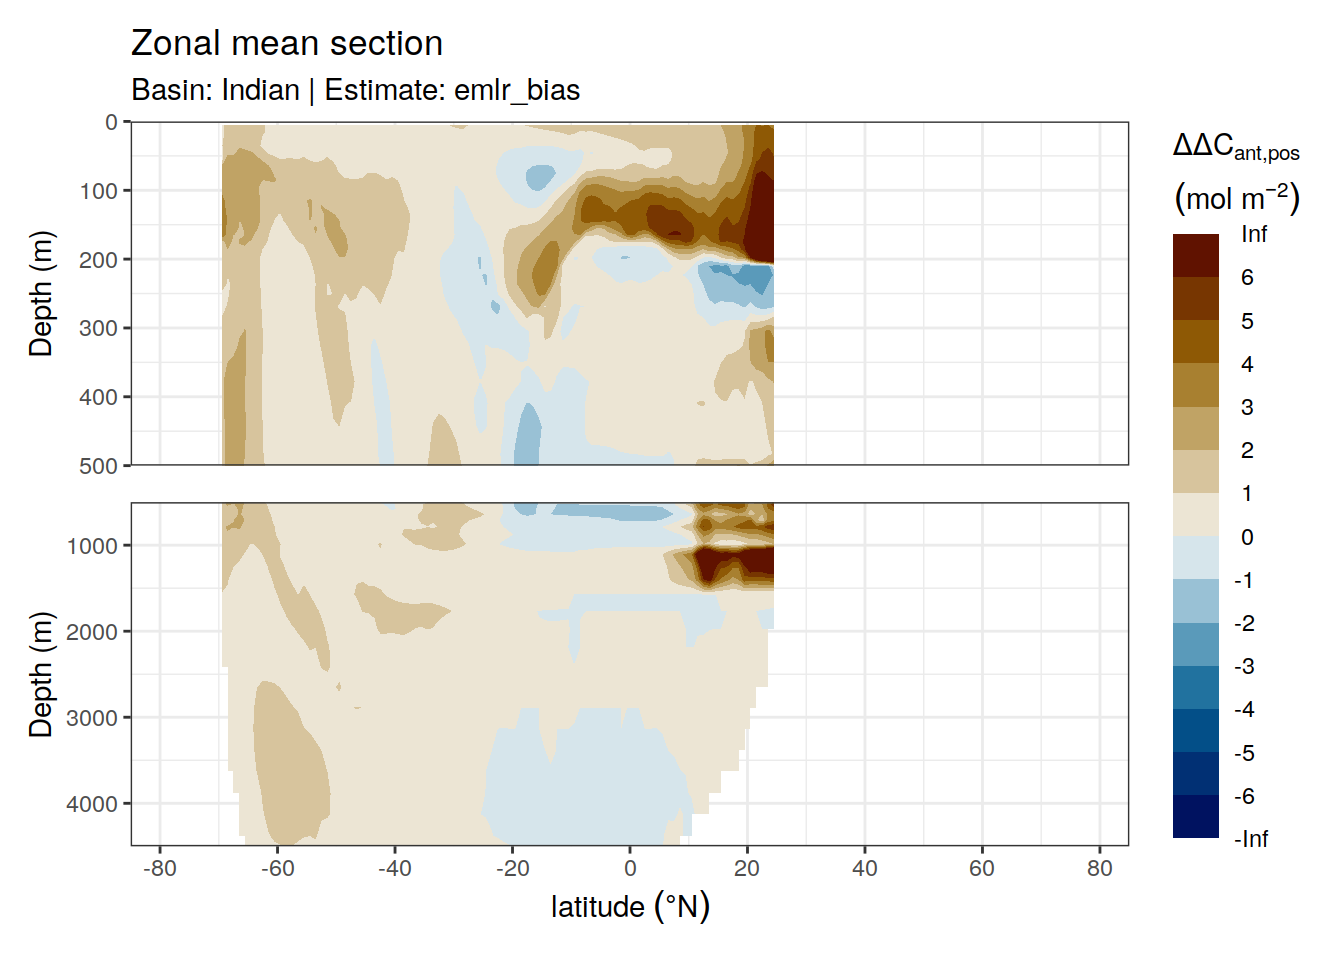 Zonal mean section
Basin: Indian | Estimate: emlr_bias
Depth (m)
0
100
200
300
400
500
Depth (m)
1000
2000
3000
4000
-80 -60 -40 -20 0 20 40 60 80
latitude (°N)
ΔΔCant,pos
(mol m−2)
Inf
6
5
4
3
2
1
0
-1
-2
-3
-4
-5
-6
-Inf